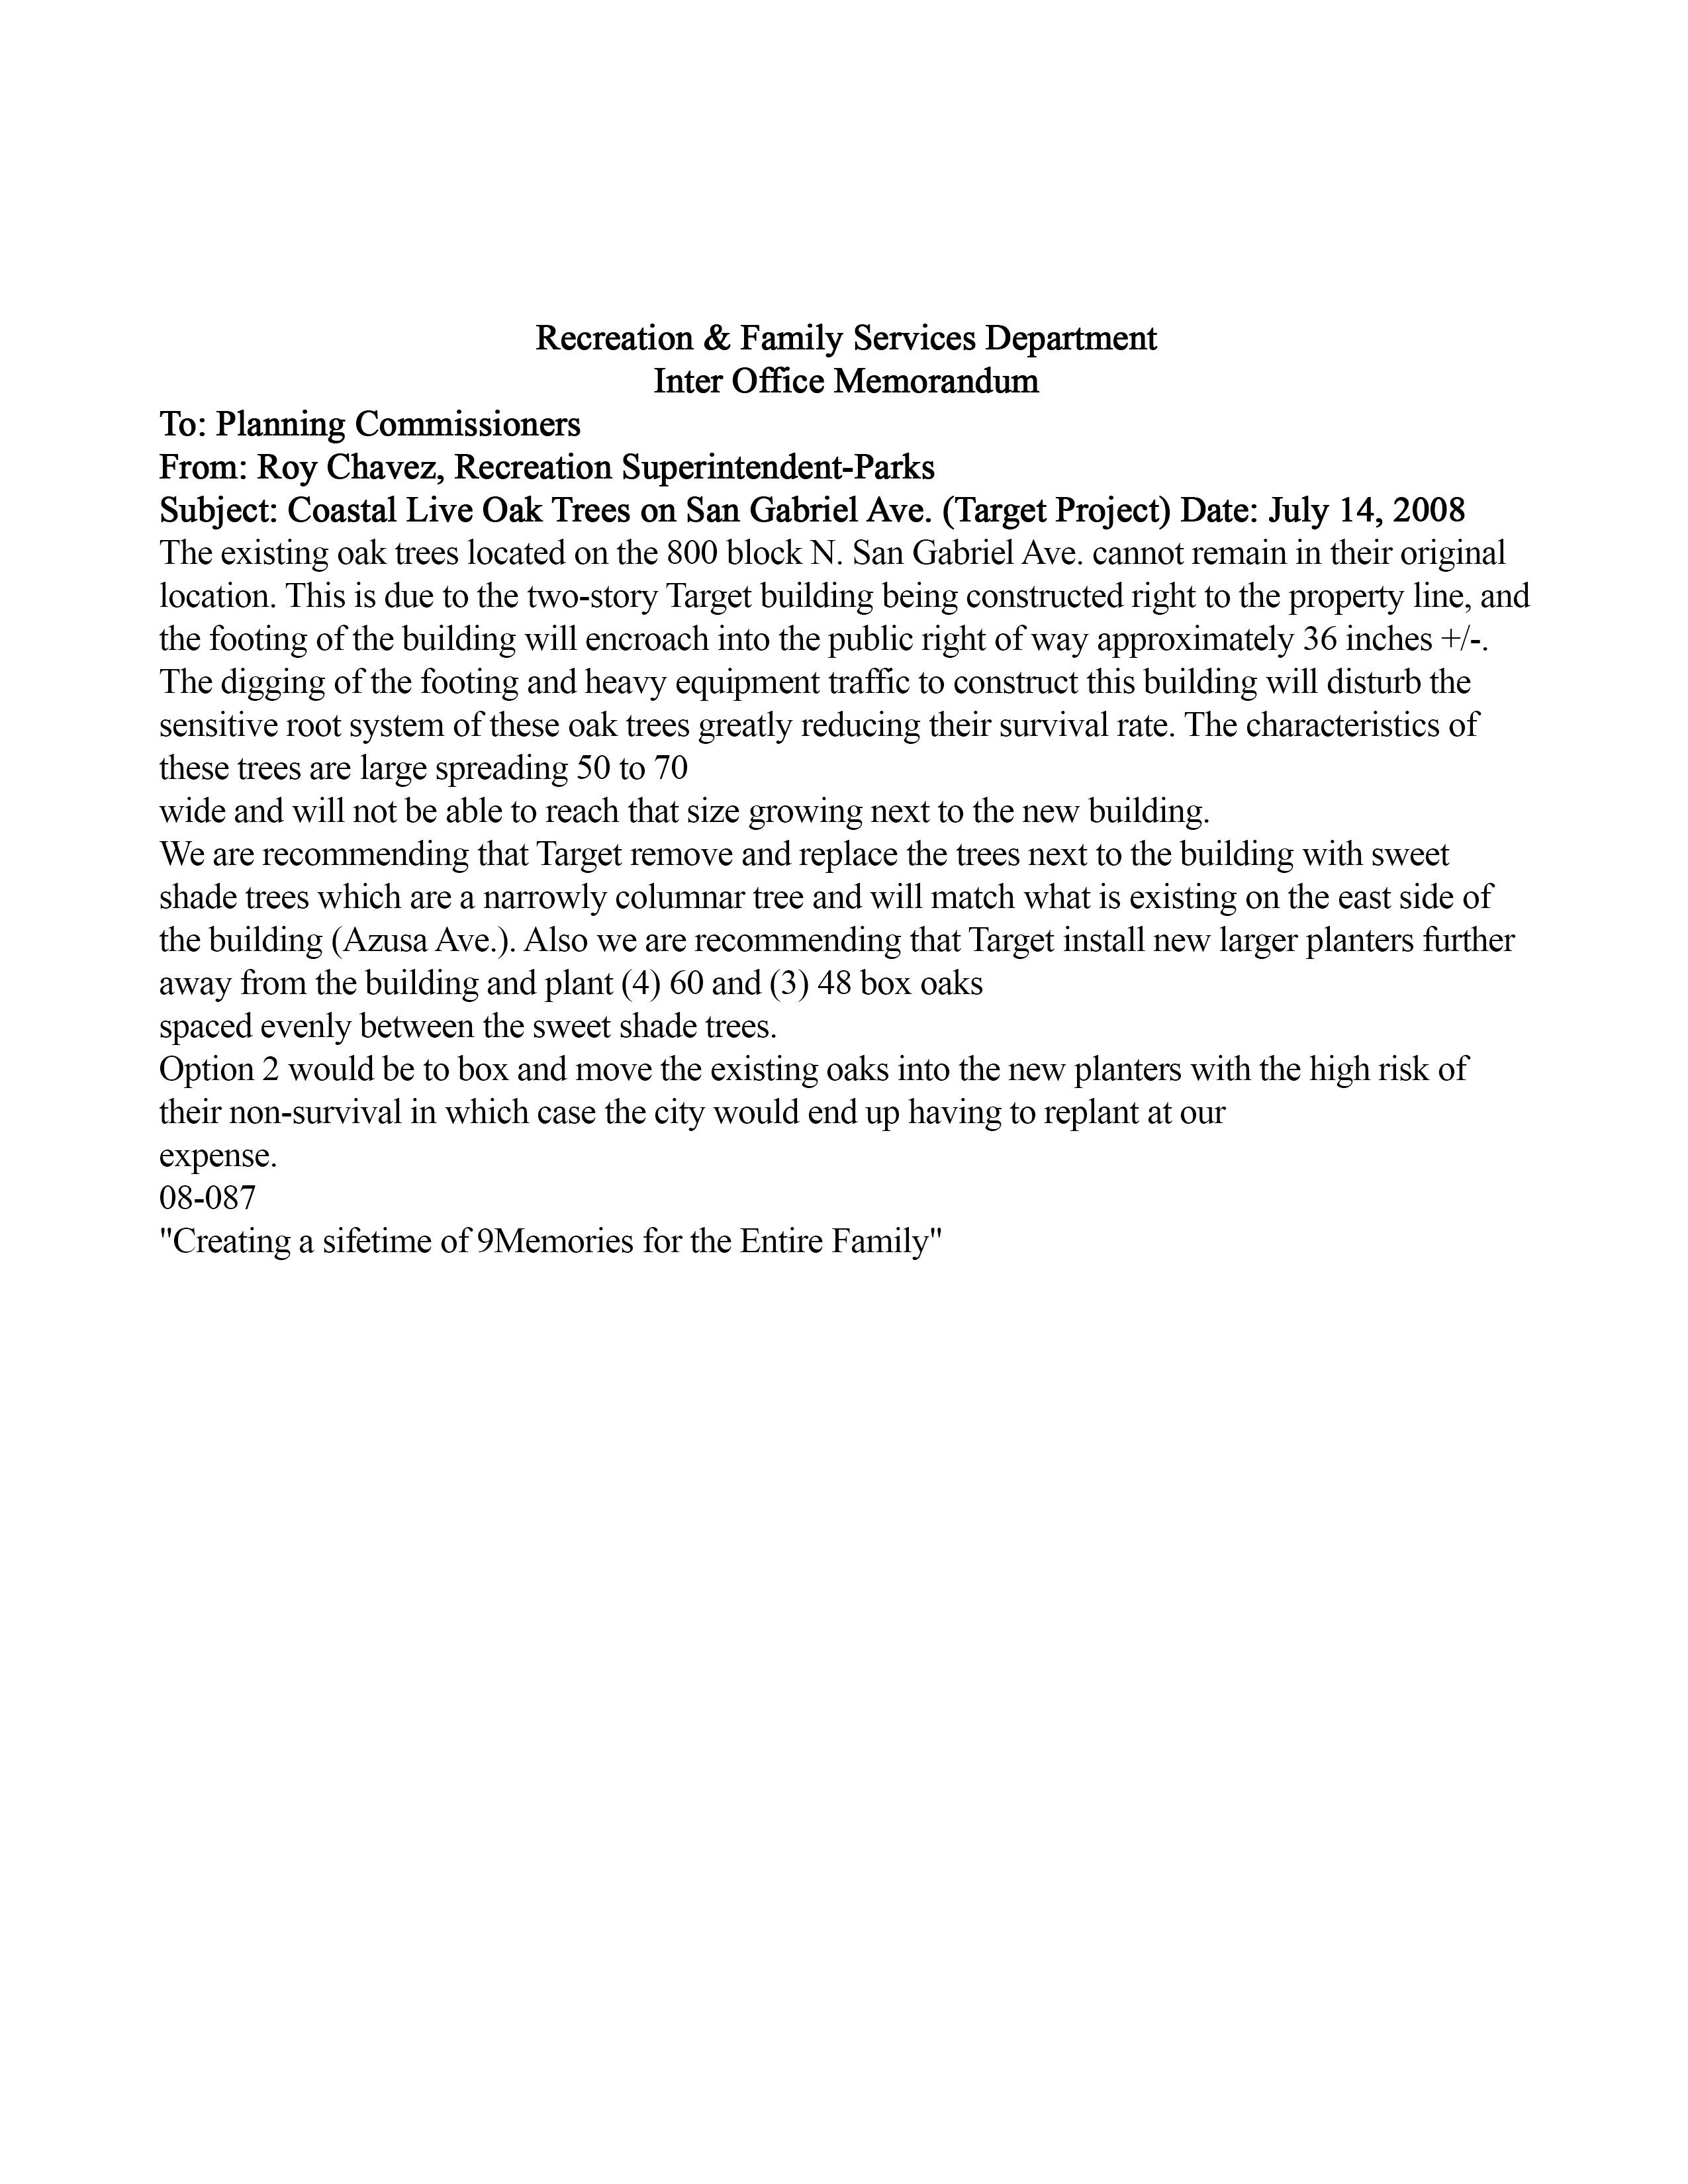 Recreation & Family Services Department
Inter Office Memorandum
To: Planning Commissioners
From: Roy Chavez, Recreation Superintendent-Parks
Subject: Coastal Live Oak Trees on San Gabriel Ave. (Target Project) Date: July 14, 2008
The existing oak trees located on the 800 block N. San Gabriel Ave. cannot remain in their original
location. This is due to the two-story Target building being constructed right to the property line, and
the footing of the building will encroach into the public right of way approximately 36 inches +/-.
The digging of the footing and heavy equipment traffic to construct this building will disturb the
sensitive root system of these oak trees greatly reducing their survival rate. The characteristics of
these trees are large spreading 50 to 70
wide and will not be able to reach that size growing next to the new building.
We are recommending that Target remove and replace the trees next to the building with sweet
shade trees which are a narrowly columnar tree and will match what is existing on the east side of
the building (Azusa Ave.). Also we are recommending that Target install new larger planters further
away from the building and plant (4) 60 and (3) 48 box oaks
spaced evenly between the sweet shade trees.
Option 2 would be to box and move the existing oaks into the new planters with the high risk of
their non-survival in which case the city would end up having to replant at our
expense.
08-087
"Creating a sifetime of 9Memories for the Entire Family"